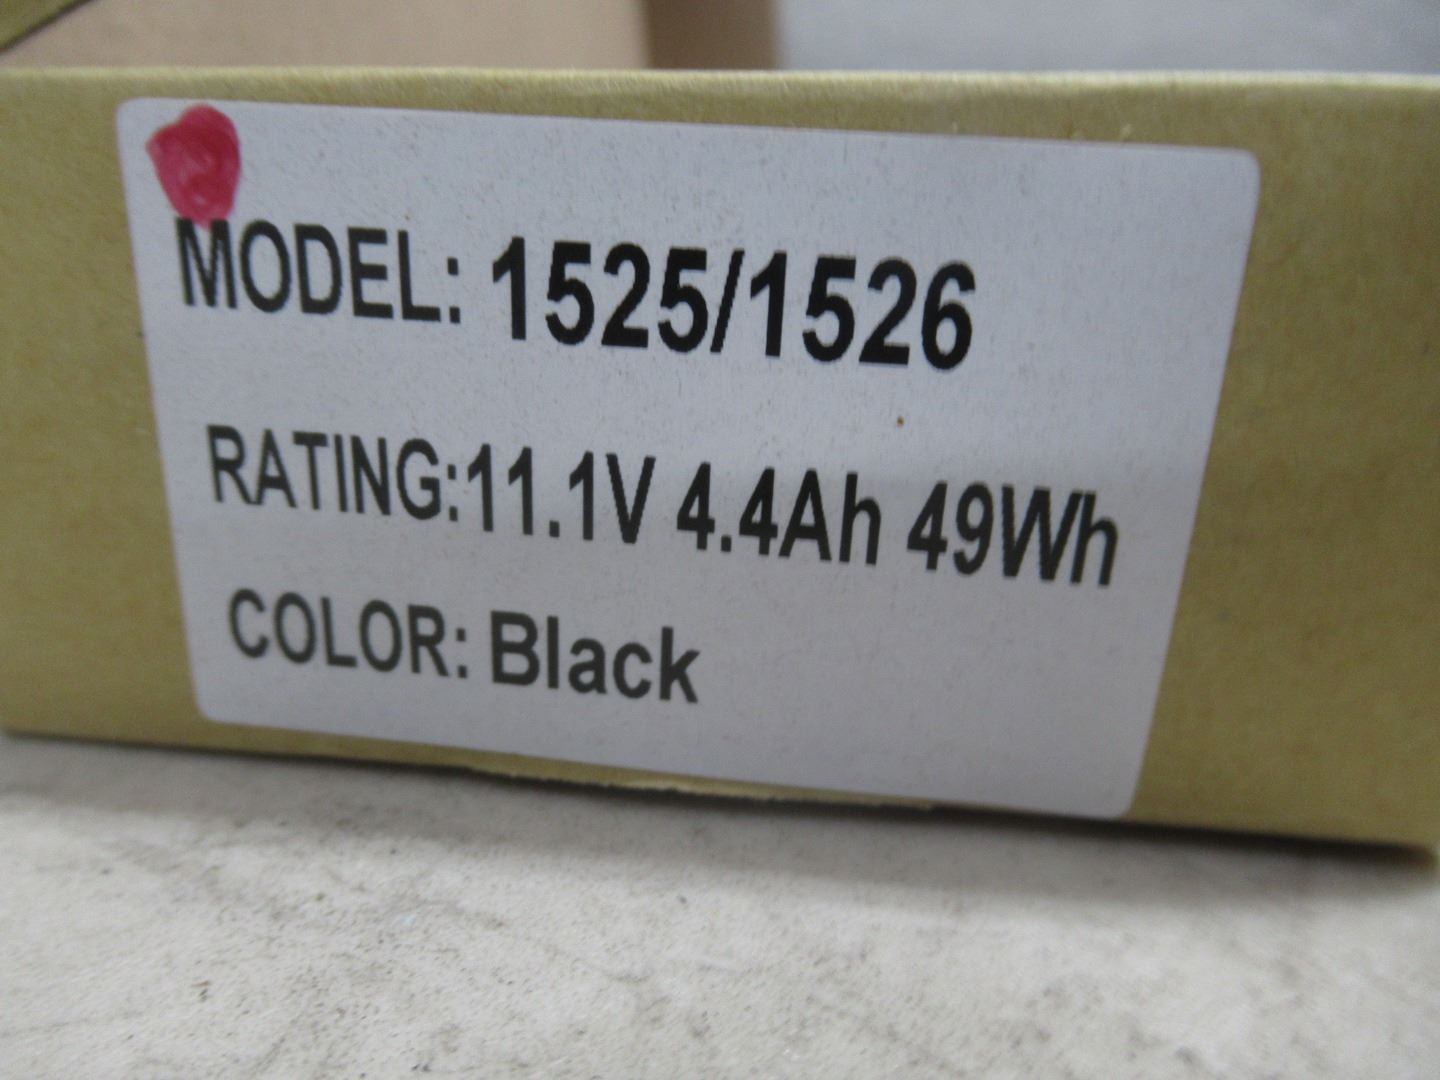 MODEL: 1525/1526
RATING:11.1V 4.4Ah 49Wh
COLOR: Black